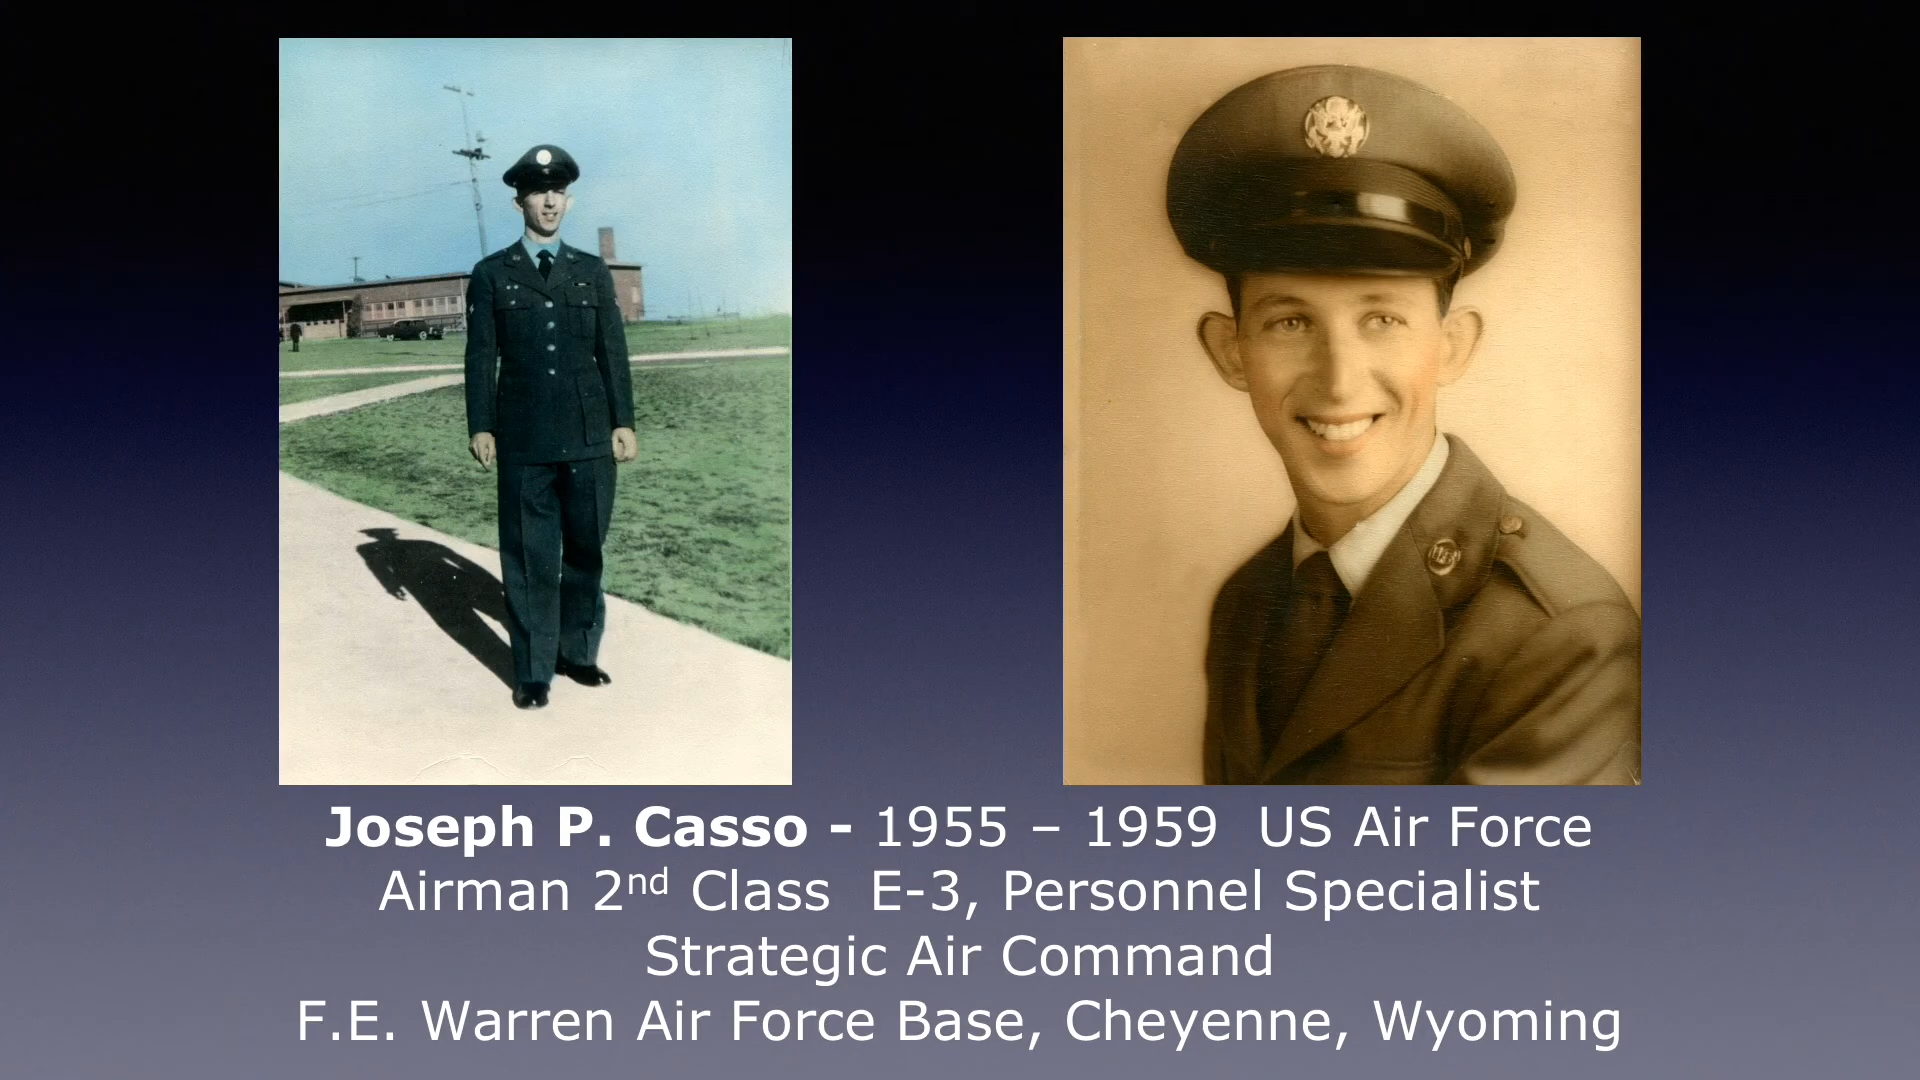 Joseph P. Casso - 1955 – 1959 US Air Force
Airman 2nd Class E-3, Personnel Specialist
Strategic Air Command
F.E. Warren Air Force Base, Cheyenne, Wyoming